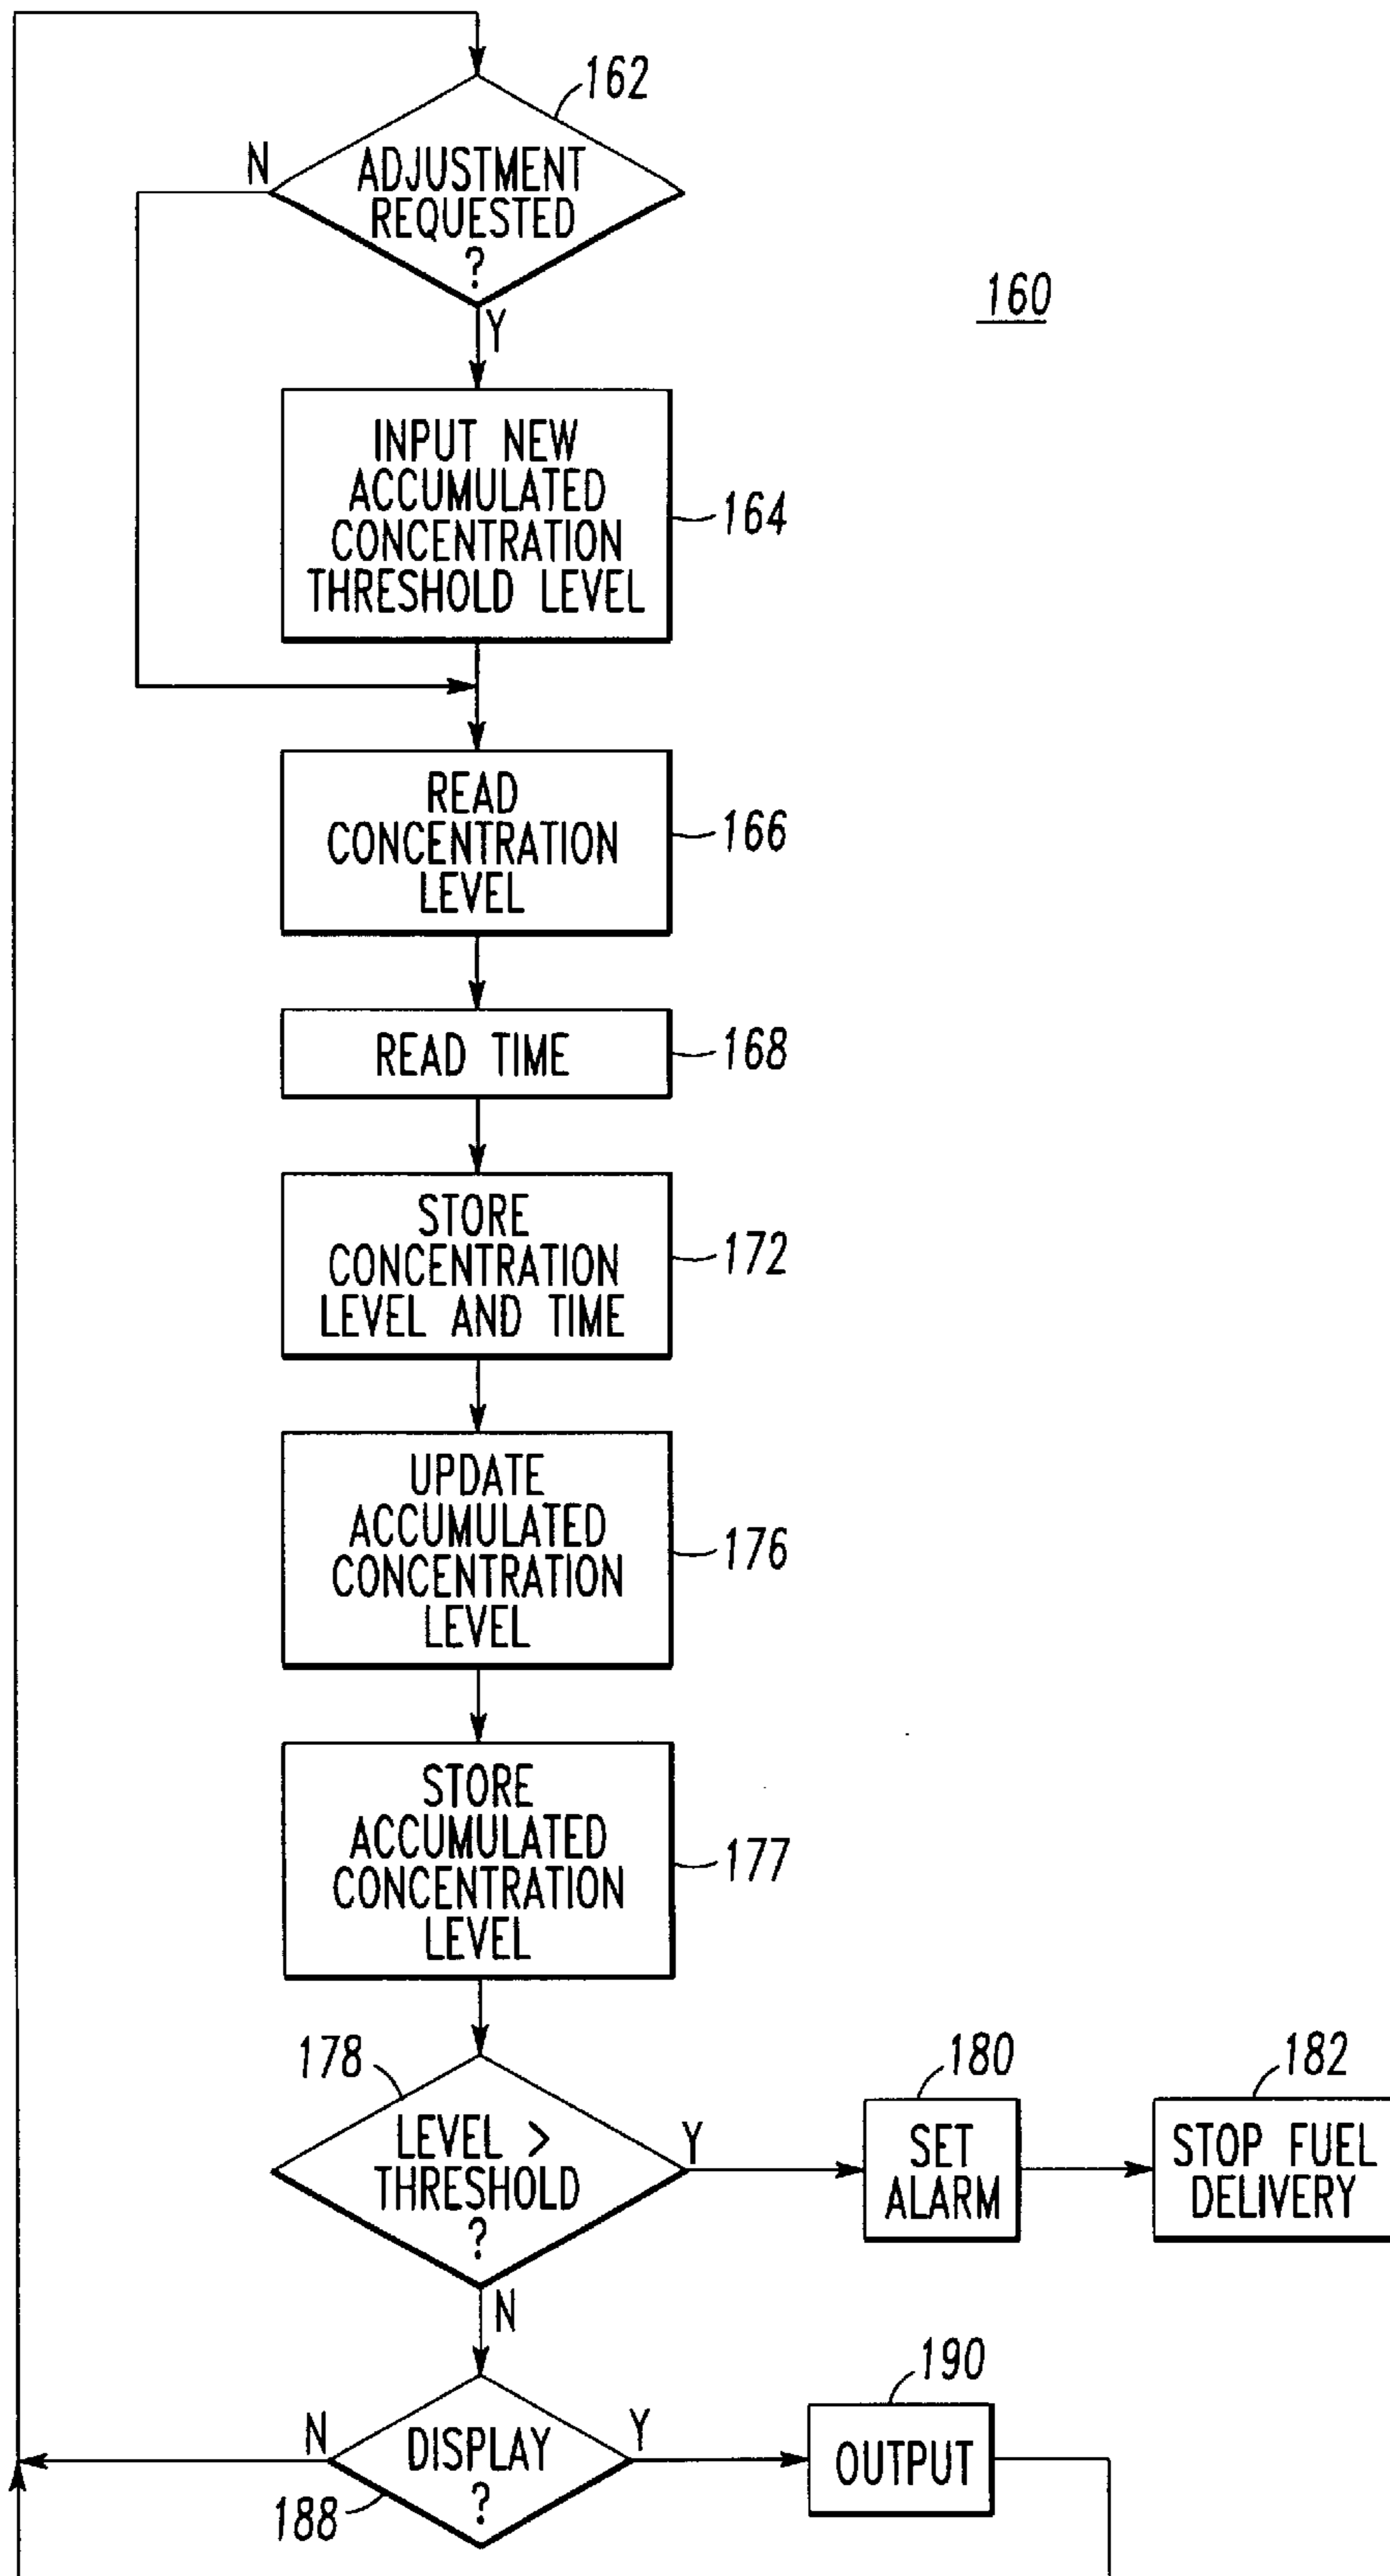 162
N
ADJUSTMENT
REQUESTED
?
Y
160
INPUT NEW
ACCUMULATED
CONCENTRATION
THRESHOLD LEVEL
164
READ
CONCENTRATION
LEVEL
166
READ TIME
168
STORE
CONCENTRATION
LEVEL AND TIME
172
UPDATE
ACCUMULATED
CONCENTRATION
LEVEL
176
STORE
ACCUMULATED
CONCENTRATION
LEVEL
177
178
LEVEL >
THRESHOLD
?
Y
N
180
SET
ALARM
182
STOP FUEL
DELIVERY
N
DISPLAY
?
Y
188
190
OUTPUT